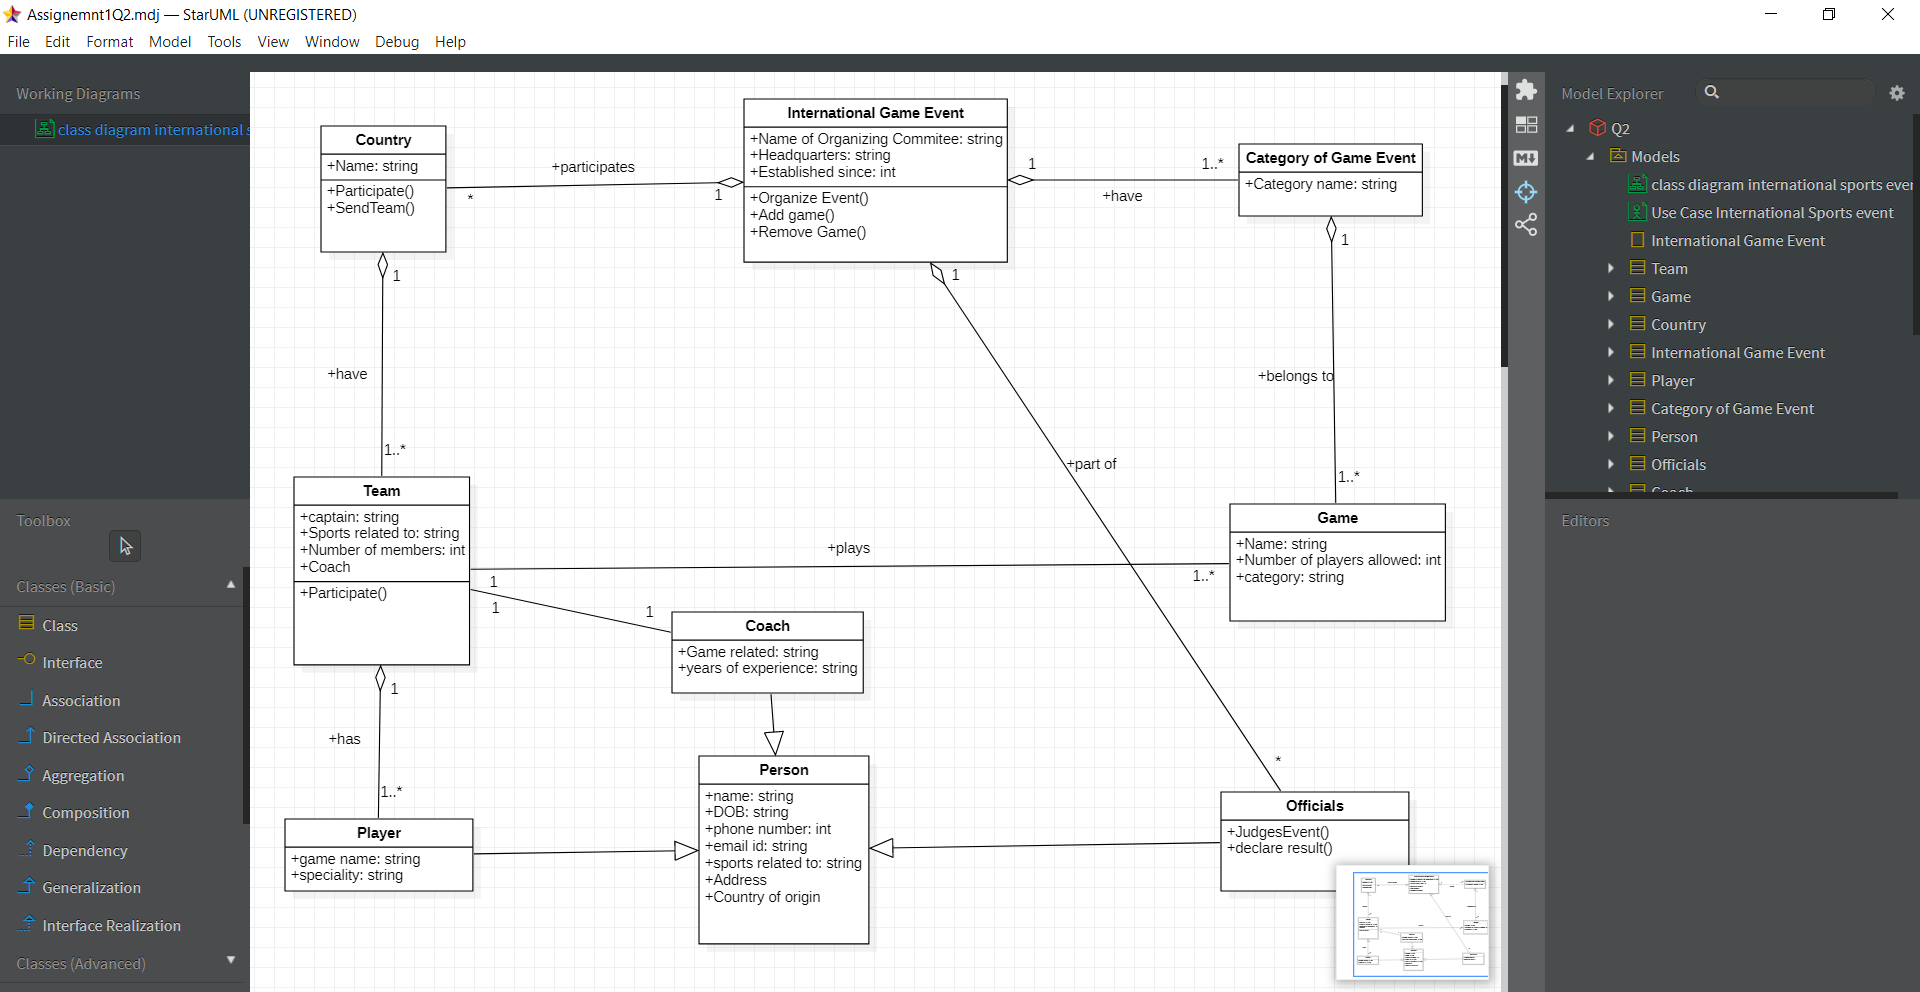 Assignemnt1Q2.mdj — StarUML (UNREGISTERED)
File Edit Format Model Tools View Window Debug Help
Working Diagrams
class diagram international s
Toolbox
Classes (Basic)
Class
Interface
Association
Directed Association
Aggregation
Composition
Dependency
Generalization
Interface Realization
Classes (Advanced)
Country
+Name: string
+Participate()
+SendTeam()
+participates
*
1
International Game Event
+Name of Organizing Commitee: string
+Headquarters: string
+Established since: int
+Organize Event()
+Add game()
+Remove Game()
1
1..*
+have
Category of Game Event
+Category name: string
1
+have
1..*
1
+part of
*
1
+belongs to
1..*
Team
+captain: string
+Sports related to: string
+Number of members: int
+Coach
+Participate()
+plays
1
1..*
1
1
Game
+Name: string
+Number of players allowed: int
+category: string
Coach
+Game related: string
+years of experience: string
1
+has
1..*
Player
+game name: string
+speciality: string
Person
+name: string
+DOB: string
+phone number: int
+email id: string
+sports related to: string
+Address
+Country of origin
Officials
+JudgesEvent()
+declare result()
M
Model Explorer
Q2
Models
class diagram international sports ever
Use Case International Sports event
International Game Event
Team
Game
Country
International Game Event
Player
Category of Game Event
Person
Officials
Coach
Editors